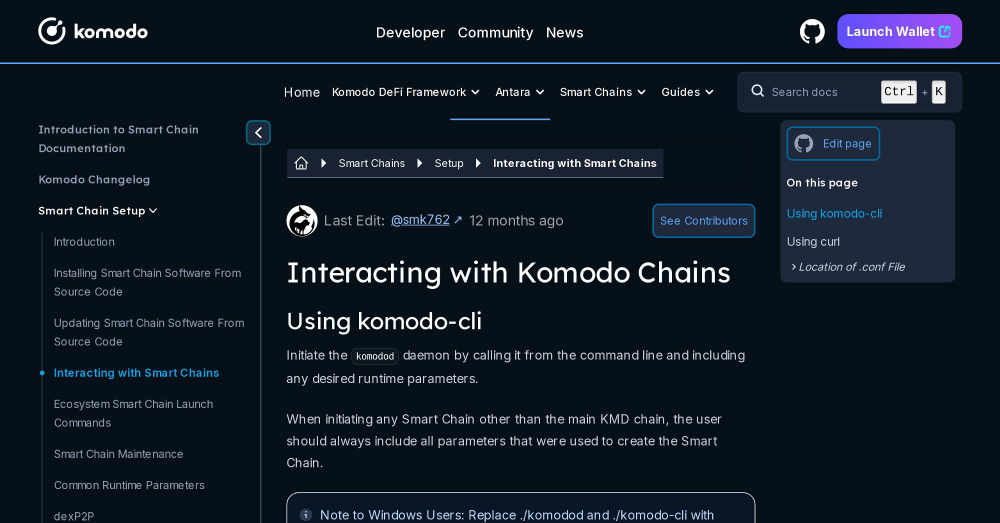 komodo
Developer Community News
Launch Wallet
Home Komodo DeFi Framework Antara Smart Chains Guides
Search docs Ctrl + K
Introduction to Smart Chain
Documentation
Komodo Changelog
Smart Chain Setup
Introduction
Installing Smart Chain Software From
Source Code
Updating Smart Chain Software From
Source Code
Interacting with Smart Chains
Ecosystem Smart Chain Launch
Commands
Smart Chain Maintenance
Common Runtime Parameters
dexP2P
Smart Chains Setup Interacting with Smart Chains
Last Edit: @smk762 ↗ 12 months ago
See Contributors
Interacting with Komodo Chains
Using komodo-cli
Initiate the komodod daemon by calling it from the command line and including
any desired runtime parameters.
When initiating any Smart Chain other than the main KMD chain, the user
should always include all parameters that were used to create the Smart
Chain.
Note to Windows Users: Replace ./komodod and ./komodo-cli with
Edit page
On this page
Using komodo-cli
Using curl
Location of .conf File